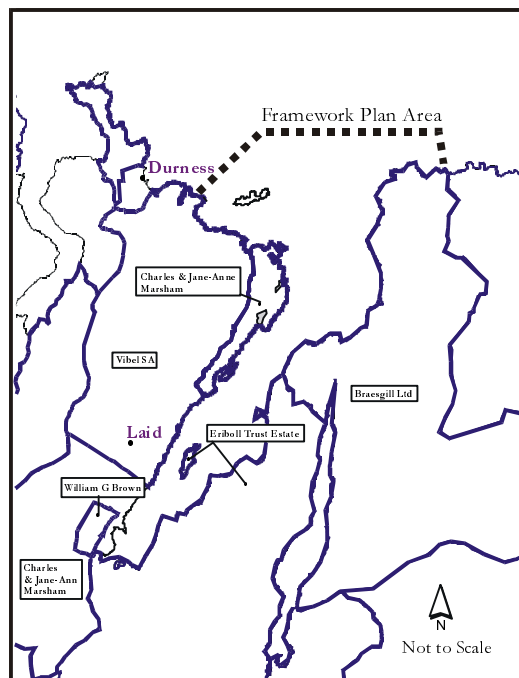 Framework Plan Area
Durness
Charles & Jane-Anne
Marsham
Vibel SA
Braesgill Ltd
Laid
Eriboll Trust Estate
William G Brown
Charles
& Jane-Ann
Marsham
N
Not to Scale